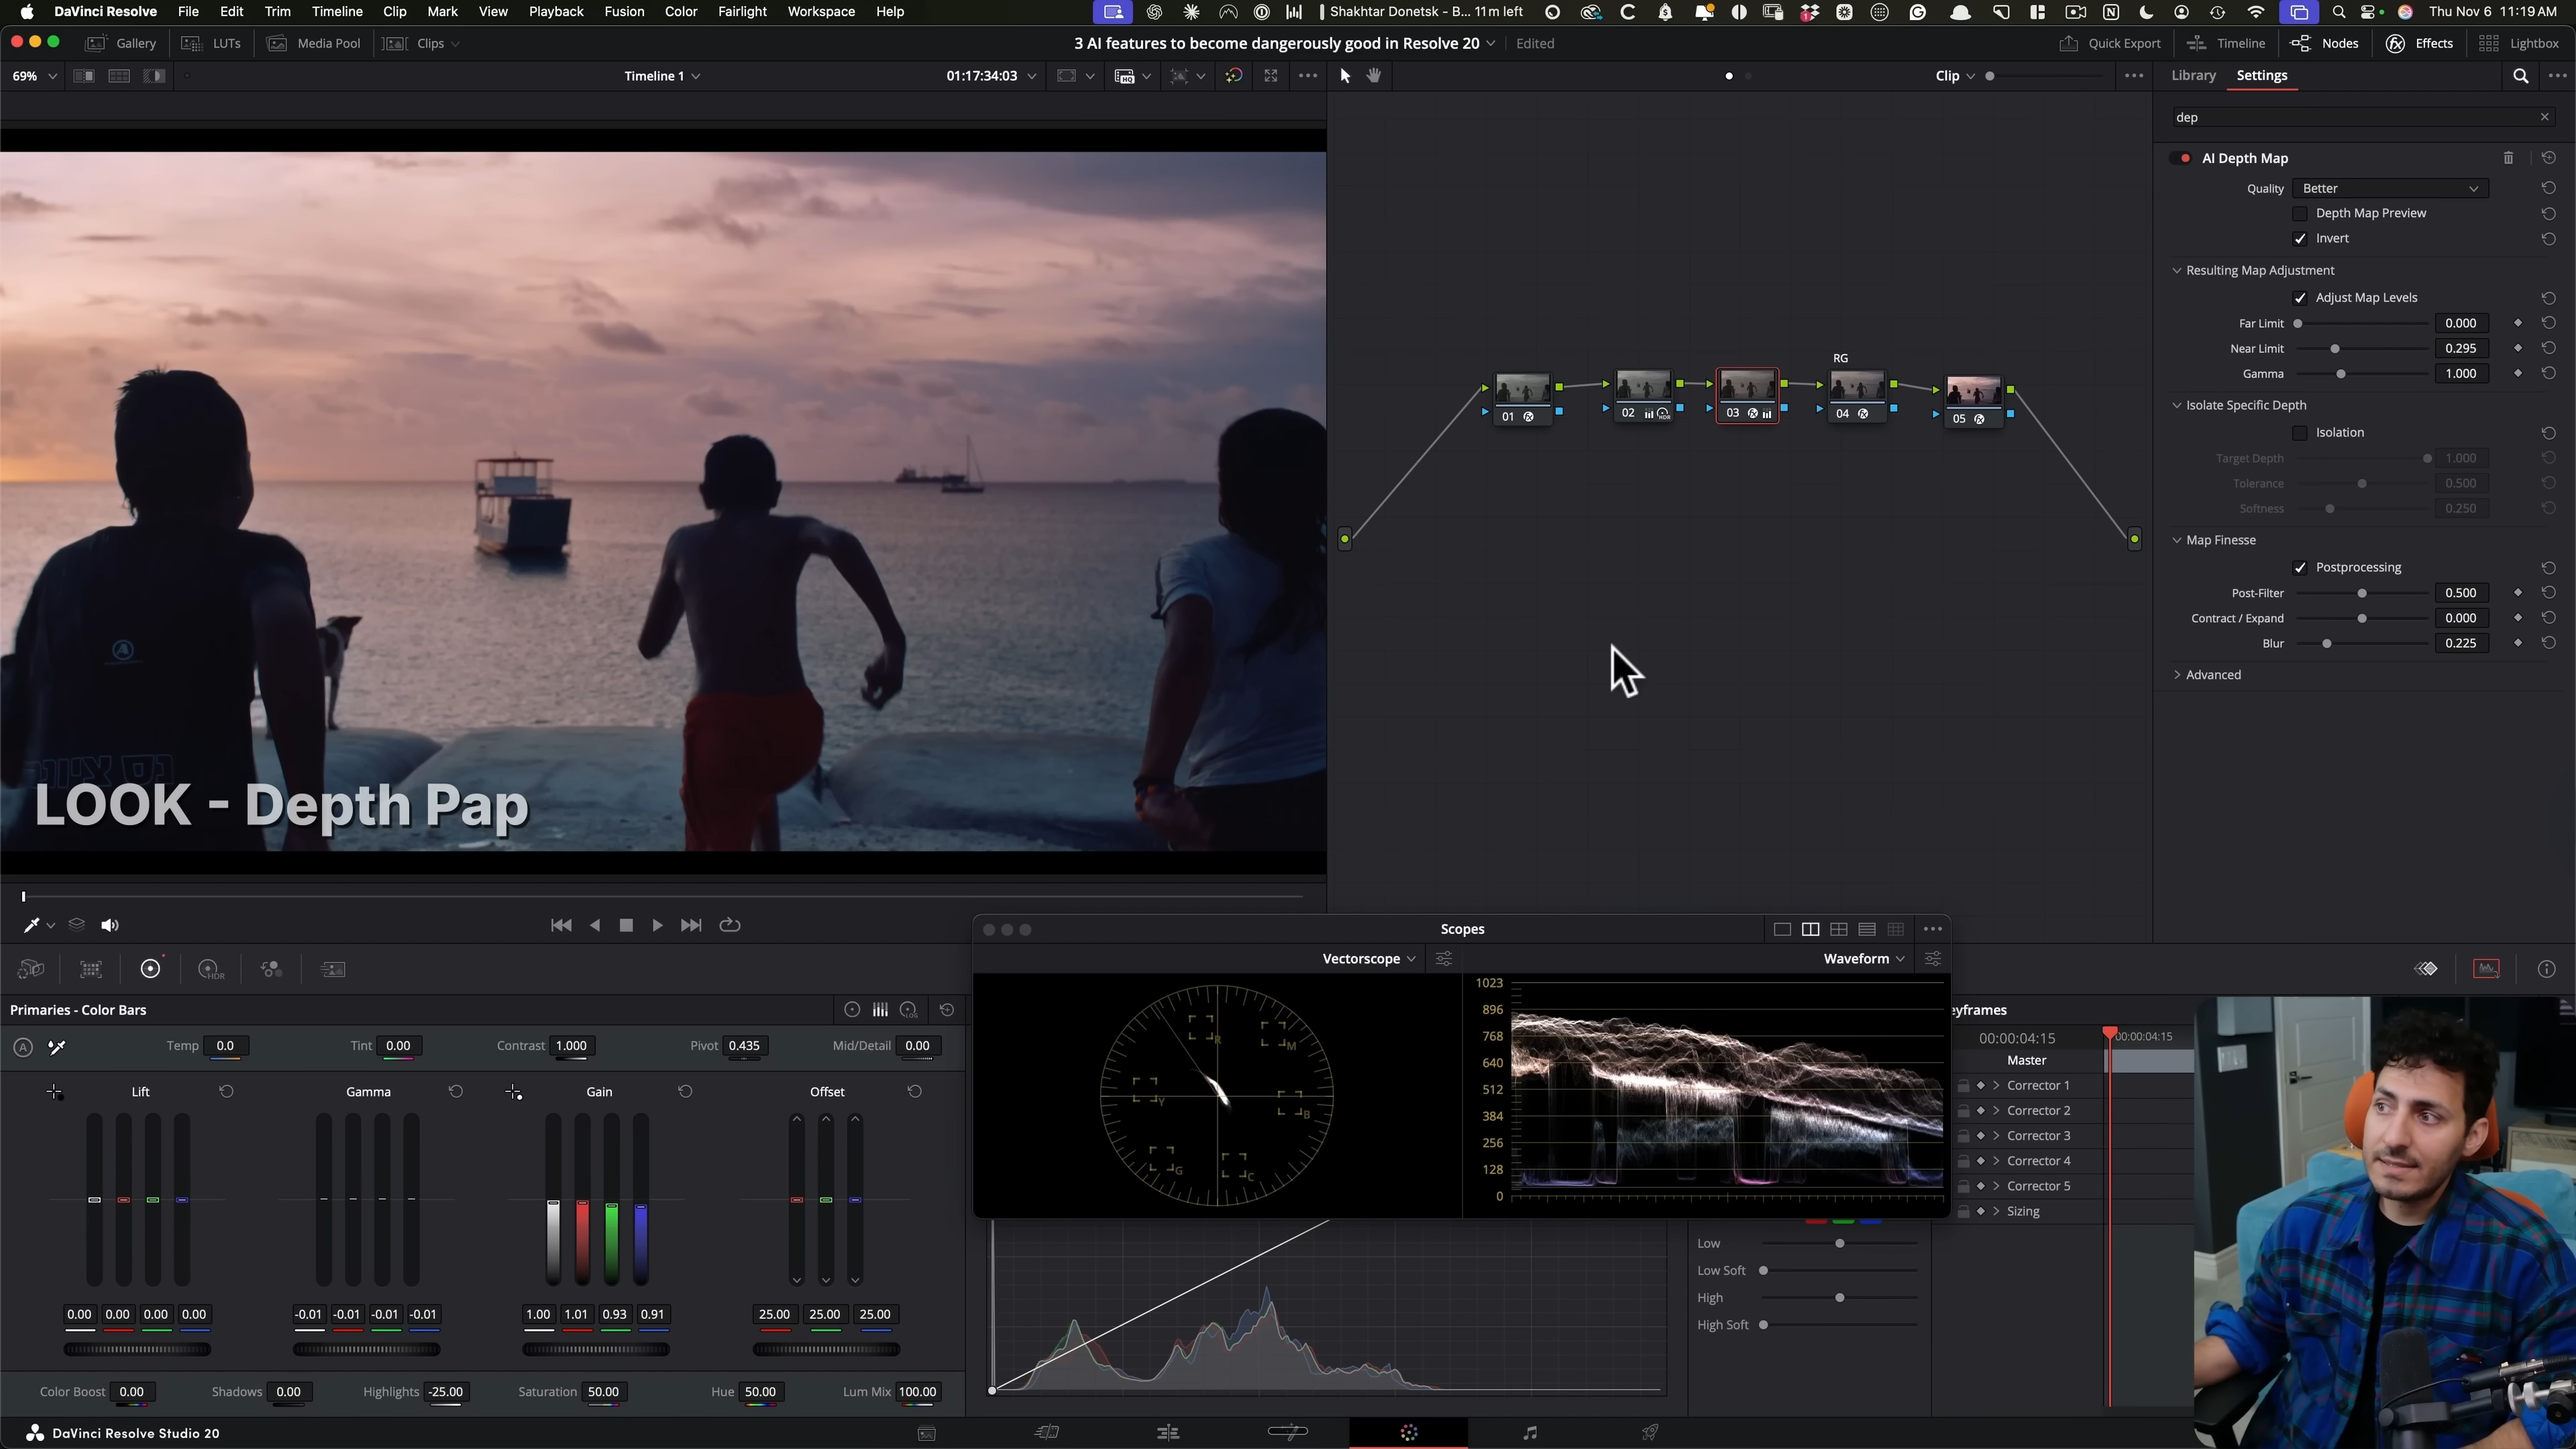 DaVinci Resolve File Edit Trim Timeline Clip Mark View Playback Fusion Color Fairlight Workspace Help
Shakhtar Donetsk - B... 11m left
Thu Nov 6 11:19 AM
Gallery LUTs Media Pool Clips
3 AI features to become dangerously good in Resolve 20 Edited
Quick Export Timeline Nodes Effects Lightbox
69% Timeline 1 01:17:34:03 HQ
Clip
Library Settings
dep
AI Depth Map
Quality Better
Depth Map Preview
Invert
Resulting Map Adjustment
Adjust Map Levels
Far Limit 0.000
Near Limit 0.295
Gamma 1.000
Isolate Specific Depth
Isolation
Target Depth 1.000
Tolerance 0.500
Softness 0.250
Map Finesse
Postprocessing
Post-Filter 0.500
Contract / Expand 0.000
Blur 0.225
Advanced
RG
01 02 HDR 03 04 05
נס ציונה
LOOK - Depth Pap
Scopes
Vectorscope Waveform
R M Y B G C
1023
896
768
640
512
384
256
128
0
HDR
Primaries - Color Bars LOG
A Temp 0.0 Tint 0.00 Contrast 1.000 Pivot 0.435 Mid/Detail 0.00
Lift Gamma Gain Offset
0.00 0.00 0.00 0.00 -0.01 -0.01 -0.01 -0.01 1.00 1.01 0.93 0.91 25.00 25.00 25.00
Color Boost 0.00 Shadows 0.00 Highlights -25.00 Saturation 50.00 Hue 50.00 Lum Mix 100.00
Low
Low Soft
High
High Soft
eyframes
00:00:04:15 00:00:04:15
Master
Corrector 1
Corrector 2
Corrector 3
Corrector 4
Corrector 5
Sizing
DaVinci Resolve Studio 20